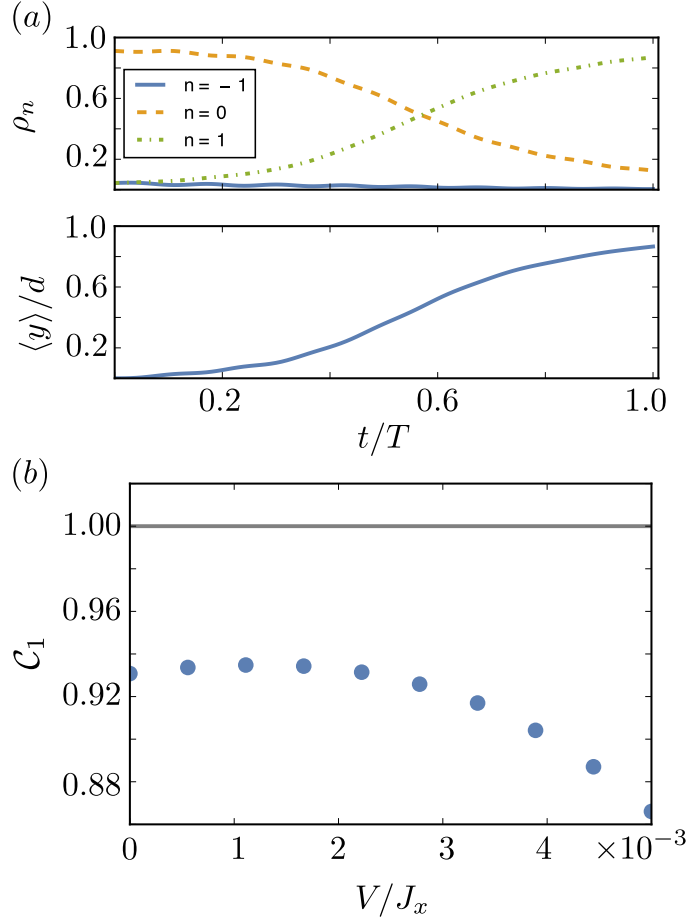 (a)
1.0
0.6
0.2
ρn
n = − 1
n = 0
n = 1
1.0
0.6
0.2
⟨y⟩/d
0.2 0.6 1.0
t/T
(b)
1.00
0.96
0.92
0.88
C1
0 1 2 3 4 ×10−3
V/Jx